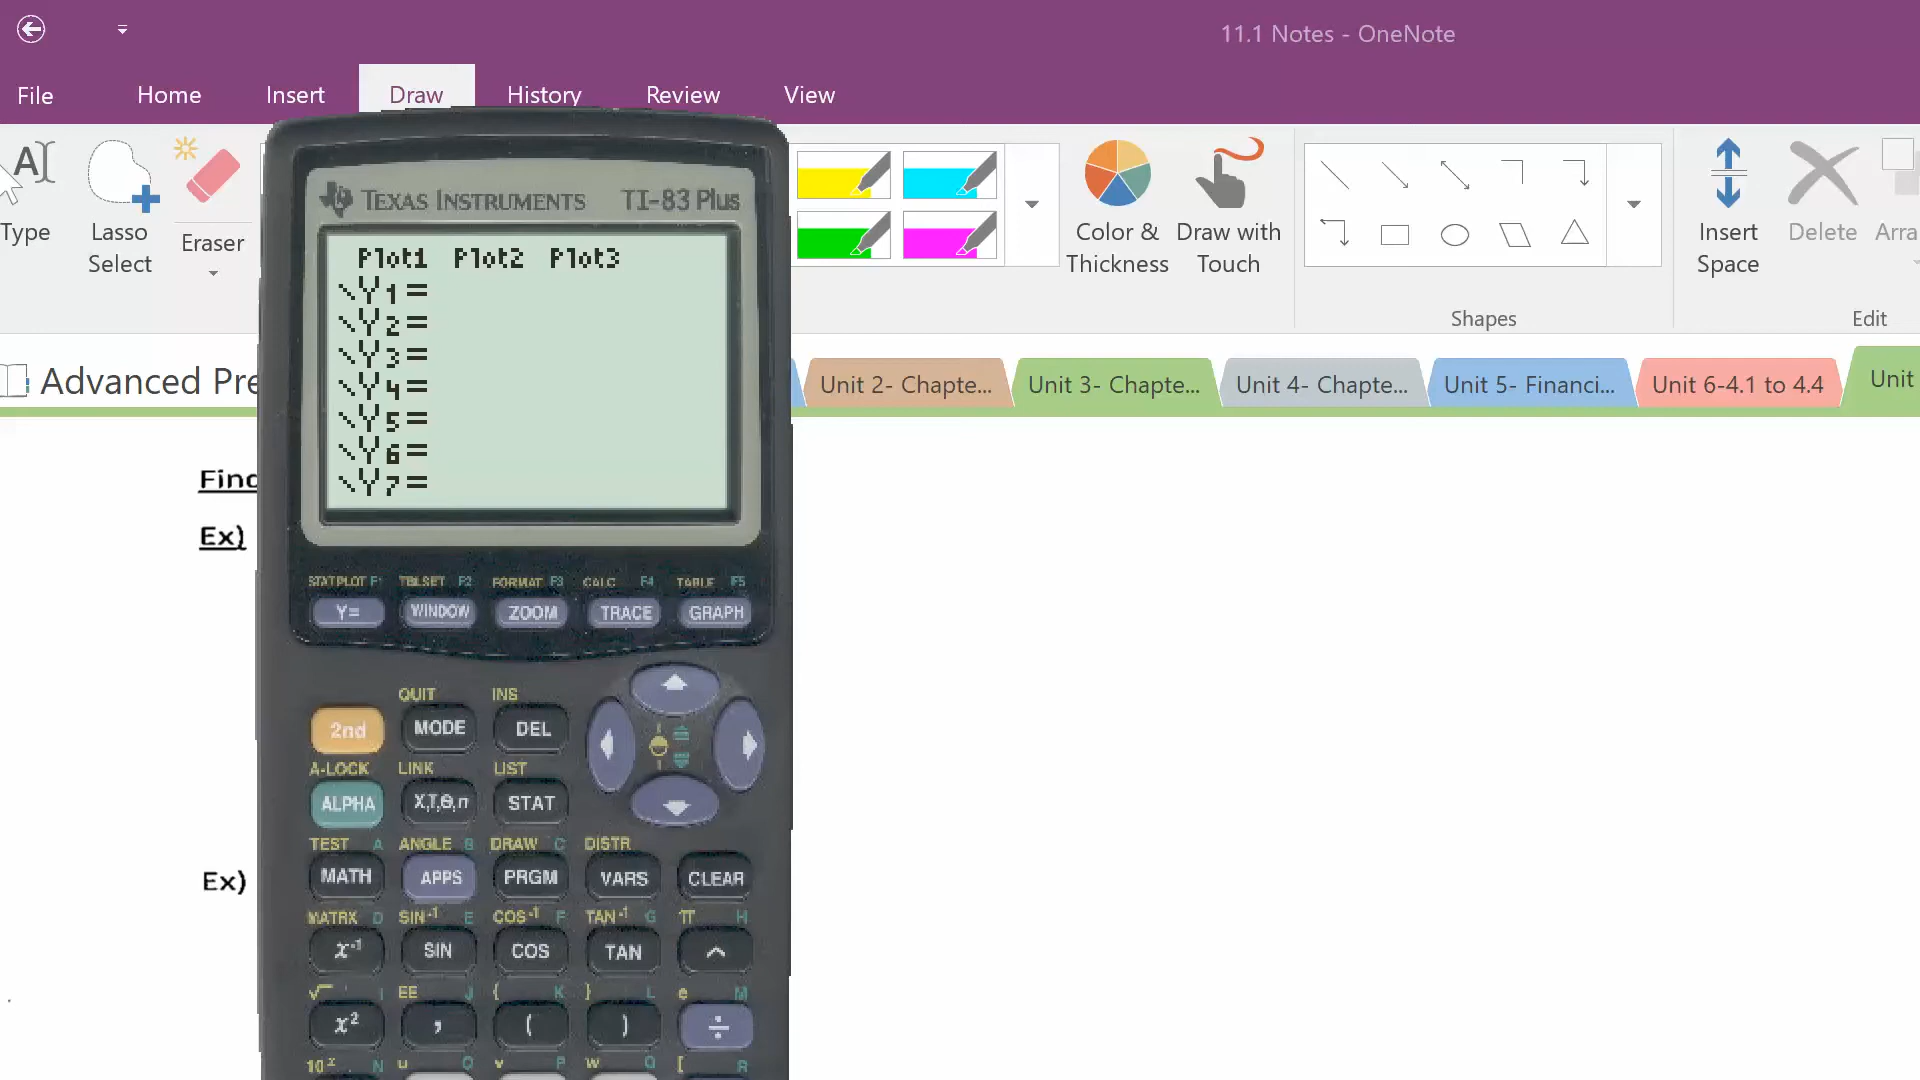 11.1 Notes - OneNote
File Home Insert Draw History Review View
Type
Lasso Select
Eraser
Color & Thickness
Draw with Touch
Insert Space
Delete
Arra
Shapes
Edit
Advanced Pre
Unit 2- Chapte... Unit 3- Chapte... Unit 4- Chapte... Unit 5- Financi... Unit 6-4.1 to 4.4 Unit
Find
Ex)
Ex)
TEXAS INSTRUMENTS TI-83 Plus
Plot1 Plot2 Plot3
\Y1=
\Y2=
\Y3=
\Y4=
\Y5=
\Y6=
\Y7=
STAT PLOT F1 TBLSET F2 FORMAT F3 CALC F4 TABLE F5
Y= WINDOW ZOOM TRACE GRAPH
QUIT INS
2nd MODE DEL
A-LOCK LINK LIST
ALPHA X,T,θ,n STAT
TEST A ANGLE B DRAW C DISTR
MATH APPS PRGM VARS CLEAR
MATRX D SIN⁻¹ E COS⁻¹ F TAN⁻¹ G π H
x⁻¹ SIN COS TAN ^
√ I EE J { K } L e M
x² , ( ) ÷
10ˣ N u O v P w Q [ R